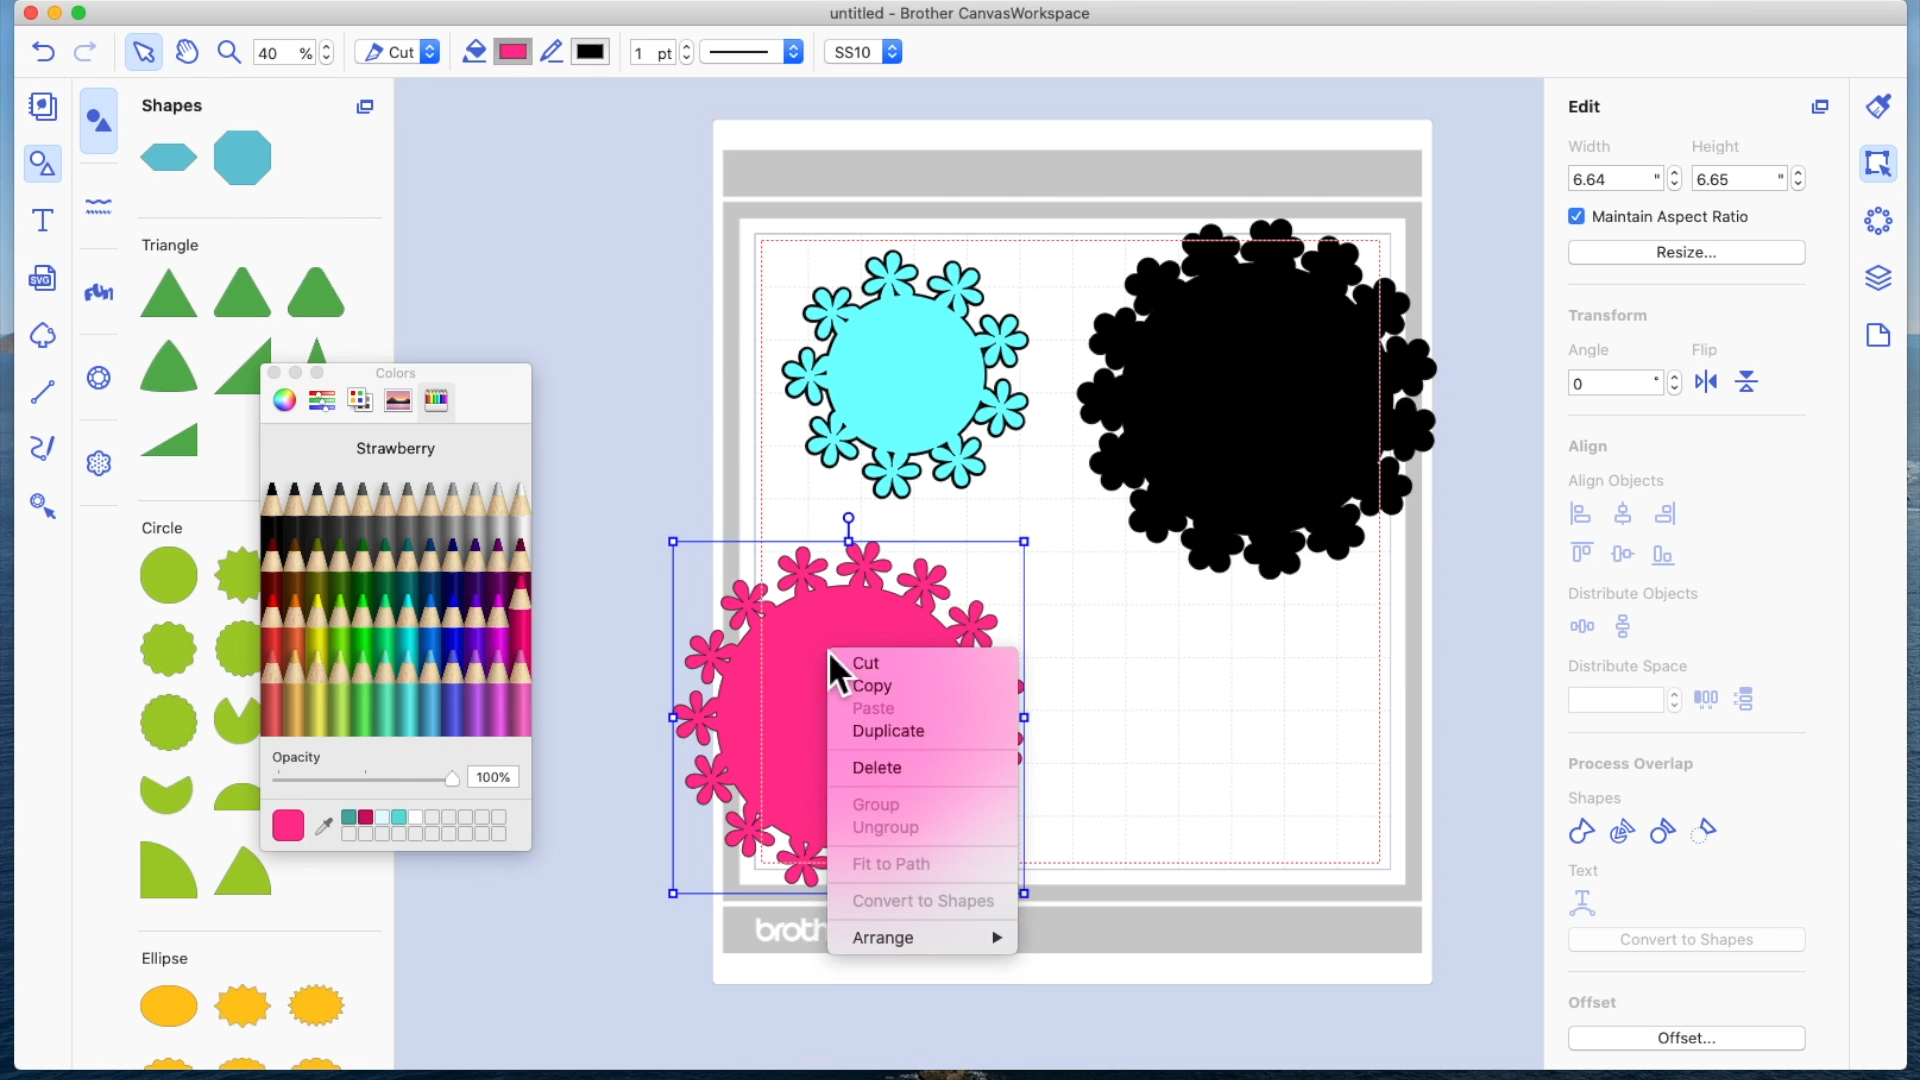 untitled - Brother CanvasWorkspace
40 %
Cut
1 pt
SS10
Shapes
Triangle
Circle
Ellipse
SVG
Fun
Colors
Strawberry
Opacity
100%
Cut
Copy
Paste
Duplicate
Delete
Group
Ungroup
Fit to Path
Convert to Shapes
Arrange
Edit
Width
Height
6.64 "
6.65 "
Maintain Aspect Ratio
Resize...
Transform
Angle
Flip
0 °
Align
Align Objects
Distribute Objects
Distribute Space
Process Overlap
Shapes
Text
Convert to Shapes
Offset
Offset...